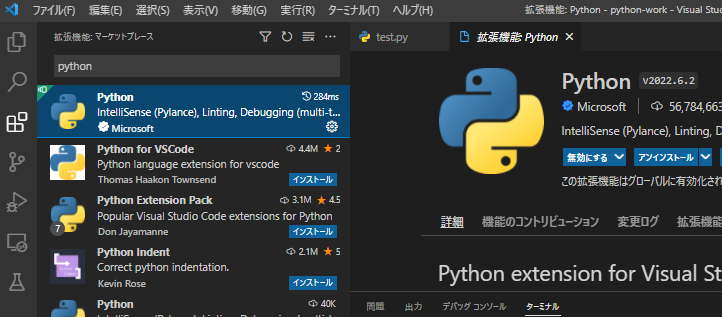 ファイル(F) 編集(E) 選択(S) 表示(V) 移動(G) 実行(R) ターミナル(T) ヘルプ(H) 拡張機能: Python - python-work - Visual Stud
拡張機能: マーケットプレース
python
Python 284ms
IntelliSense (Pylance), Linting, Debugging (multi-t...
Microsoft
Python for VSCode 4.4M ★ 2
Python language extension for vscode
Thomas Haakon Townsend インストール
Python Extension Pack 3.1M ★ 4.5
7
Popular Visual Studio Code extensions for Python
Don Jayamanne インストール
Python Indent 2.1M ★ 5
Correct python indentation.
Kevin Rose インストール
Python 40K
test.py 拡張機能: Python
Python v2022.6.2
Microsoft 56,784,663
IntelliSense (Pylance), Linting, D
無効にする アンインストール
この拡張機能はグローバルに有効化され
詳細 機能のコントリビューション 変更ログ 拡張機能
Python extension for Visual St
問題 出力 デバッグ コンソール ターミナル